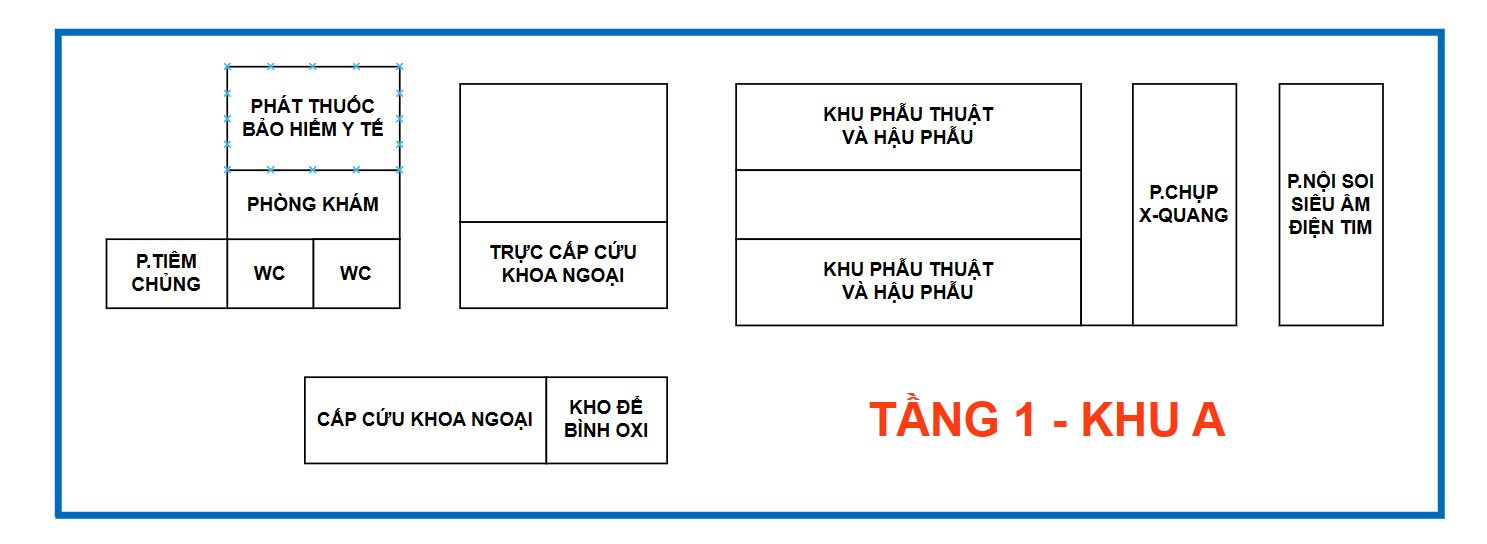 PHÁT THUỐC
BẢO HIỂM Y TẾ
PHÒNG KHÁM
P.TIÊM
CHỦNG
WC
WC
TRỰC CẤP CỨU
KHOA NGOẠI
KHU PHẪU THUẬT
VÀ HẬU PHẪU
KHU PHẪU THUẬT
VÀ HẬU PHẪU
P.CHỤP
X-QUANG
P.NỘI SOI
SIÊU ÂM
ĐIỆN TIM
CẤP CỨU KHOA NGOẠI
KHO ĐỂ
BÌNH OXI
TẦNG 1 - KHU A